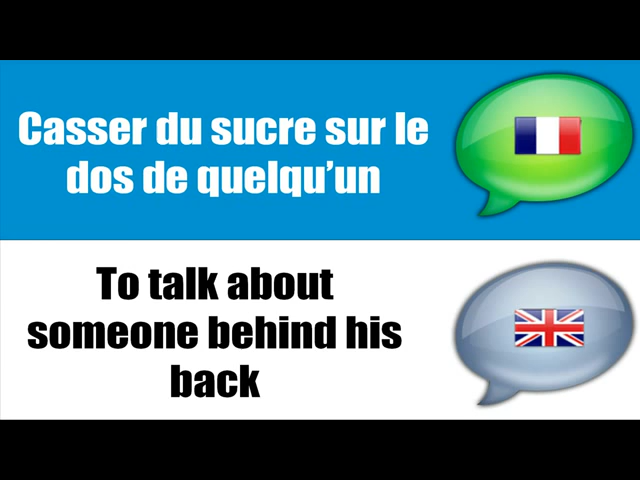 Casser du sucre sur le
dos de quelqu’un
To talk about
someone behind his
back